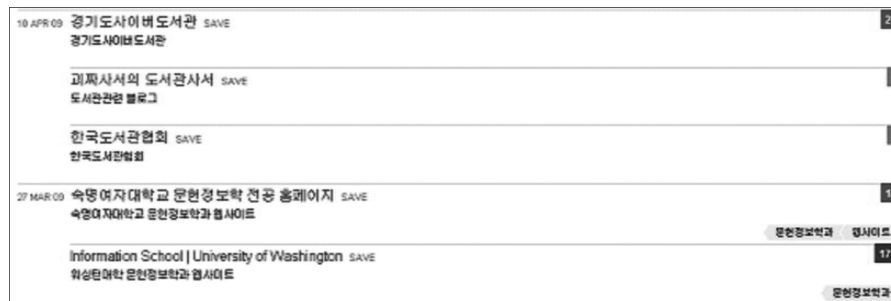 10 APR 09 경기도사이버도서관 SAVE 2
경기도사이버도서관
괴짜사서의 도서관사서 SAVE
도서관관련 블로그
한국도서관협회 SAVE
한국도서관협회
27 MAR 09 숙명여자대학교 문헌정보학 전공 홈페이지 SAVE 1
숙명여자대학교 문헌정보학과 웹사이트
문헌정보학과 웹사이트
Information School | University of Washington SAVE 17
워싱턴대학 문헌정보학과 웹사이트
문헌정보학과